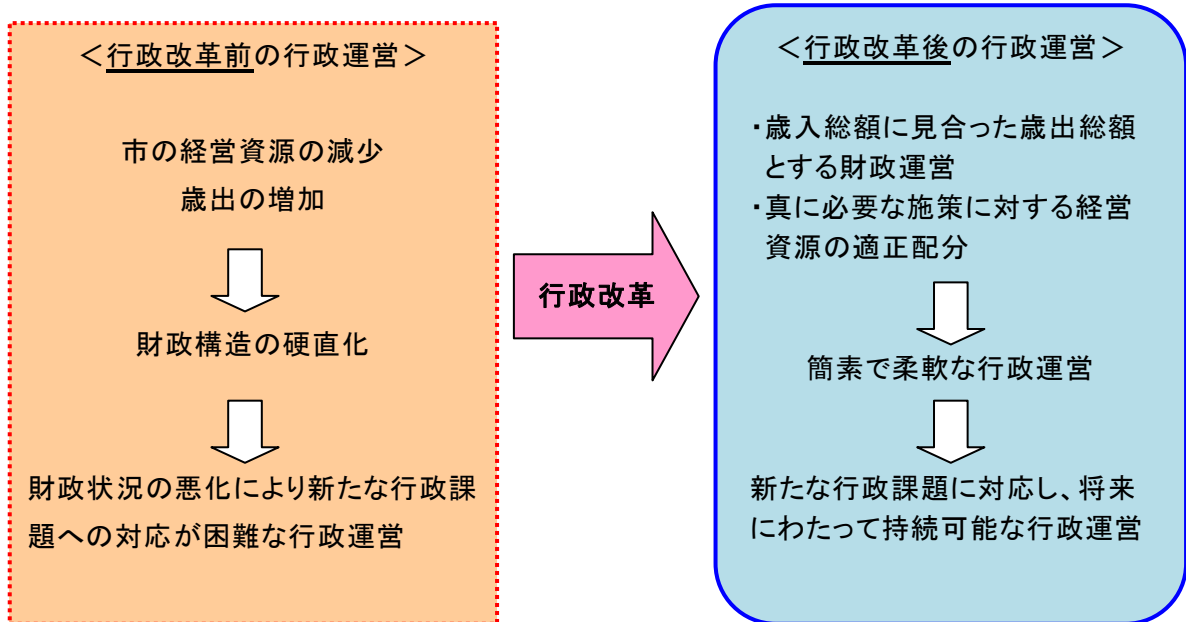 ＜行政改革前の行政運営＞
市の経営資源の減少
歳出の増加
財政構造の硬直化
財政状況の悪化により新たな行政課
題への対応が困難な行政運営
行政改革
＜行政改革後の行政運営＞
・歳入総額に見合った歳出総額
とする財政運営
・真に必要な施策に対する経営
資源の適正配分
簡素で柔軟な行政運営
新たな行政課題に対応し、将来
にわたって持続可能な行政運営